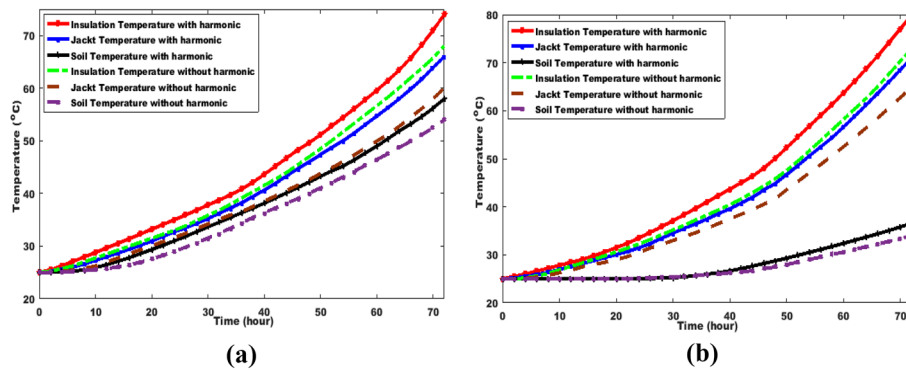 Insulation Temperature with harmonic
Jackt Temperature with harmonic
Soil Temperature with harmonic
Insulation Temperature without harmonic
Jackt Temperature without harmonic
Soil Temperature without harmonic
Temperature (°C)
70
60
50
40
30
20
0 10 20 30 40 50 60 70
Time (hour)
(a)
Insulation Temperature with harmonic
Jackt Temperature with harmonic
Soil Temperature with harmonic
Insulation Temperature without harmonic
Jackt Temperature without harmonic
Soil Temperature without harmonic
Temperature (°C)
80
70
60
50
40
30
20
0 10 20 30 40 50 60 70
Time (hour)
(b)